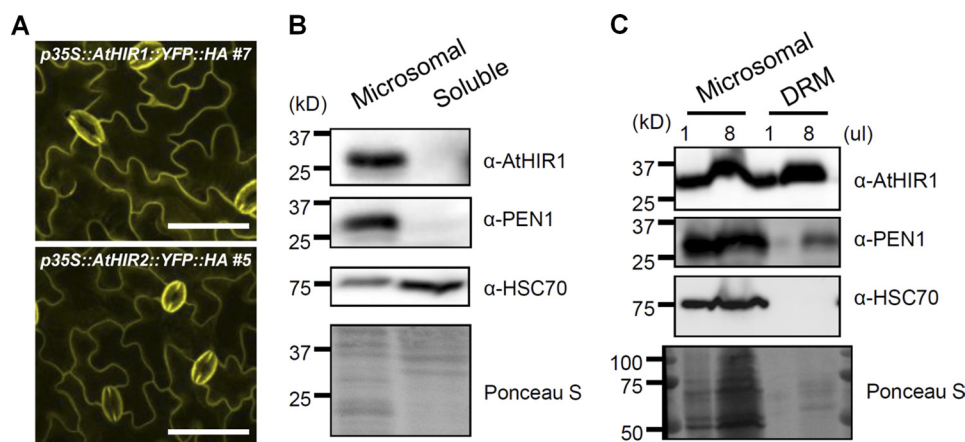 A
p35S::AtHIR1::YFP::HA #7
p35S::AtHIR2::YFP::HA #5
B
Microsomal
Soluble
(kD)
37
25
α-AtHIR1
37
25
α-PEN1
75
α-HSC70
37
25
Ponceau S
C
Microsomal
DRM
(kD)
1 8 1 8 (ul)
37
25
α-AtHIR1
37
25
α-PEN1
75
α-HSC70
100
75
50
Ponceau S